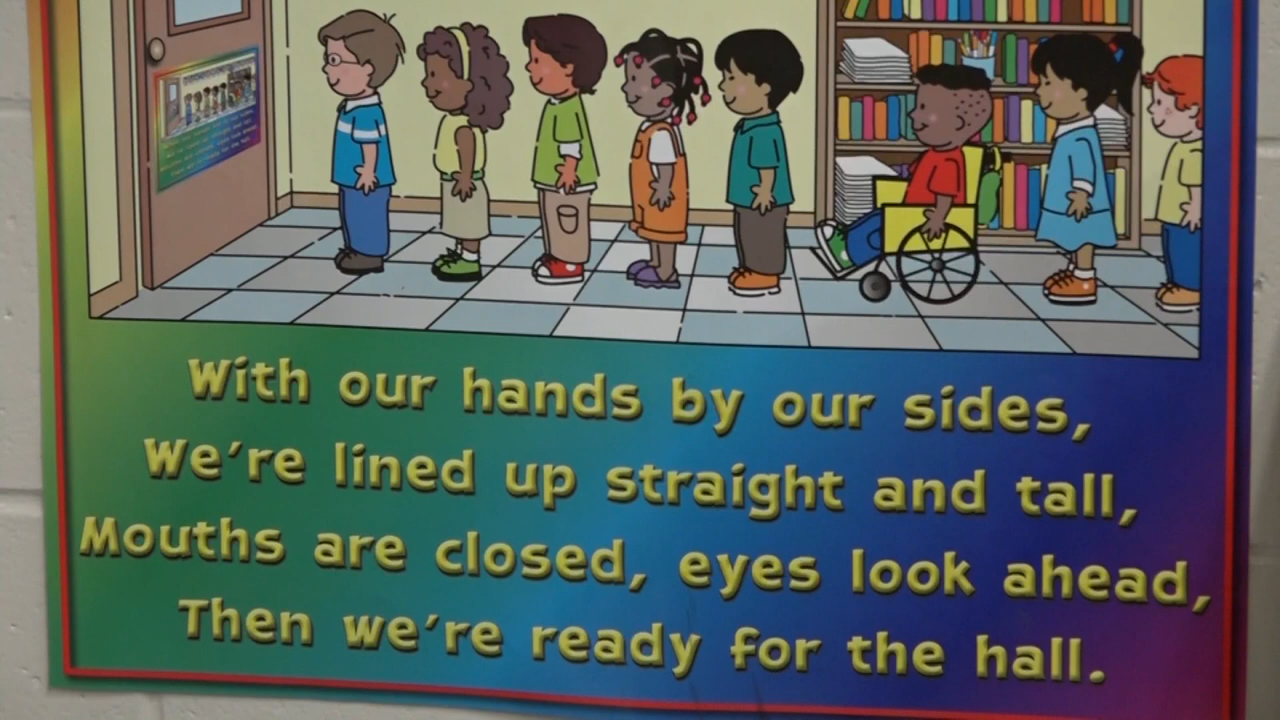 With our hands by our sides,
We're lined up straight and tall,
Mouths are closed, eyes look ahead,
Then we're ready for the hall.